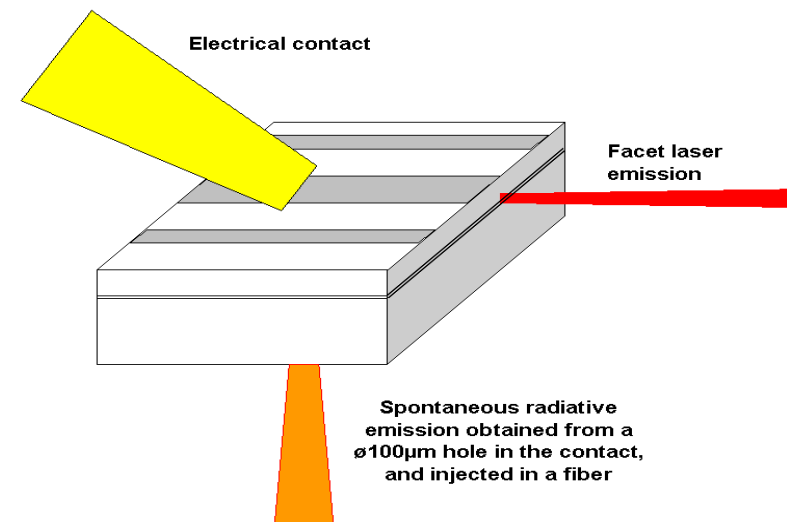 Electrical contact
Facet laser
emission
Spontaneous radiative
emission obtained from a
ø100µm hole in the contact,
and injected in a fiber